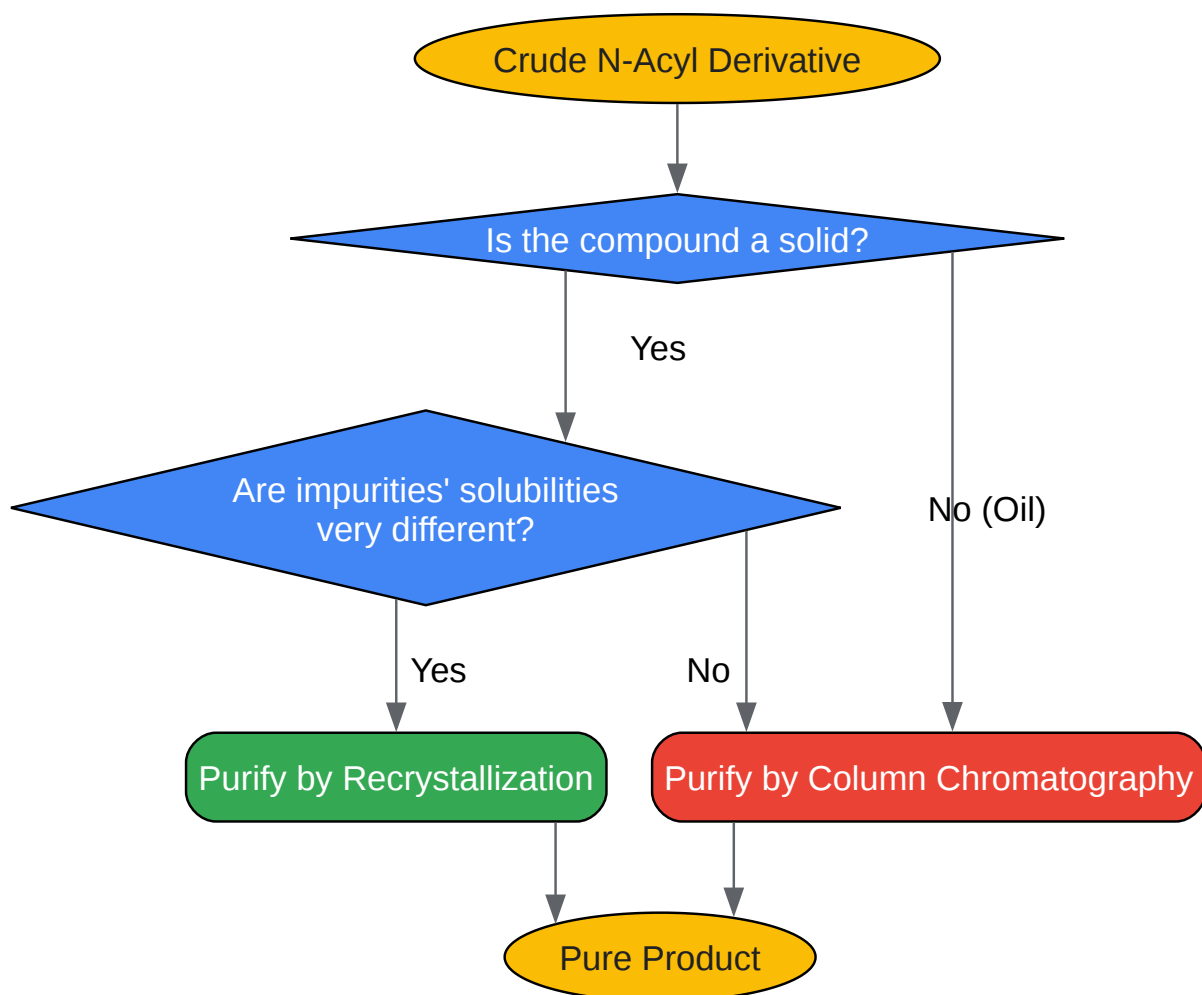 Crude N-Acyl Derivative
Is the compound a solid?
Yes
Are impurities' solubilities
very different?
No (Oil)
Yes
No
Purify by Recrystallization
Purify by Column Chromatography
Pure Product